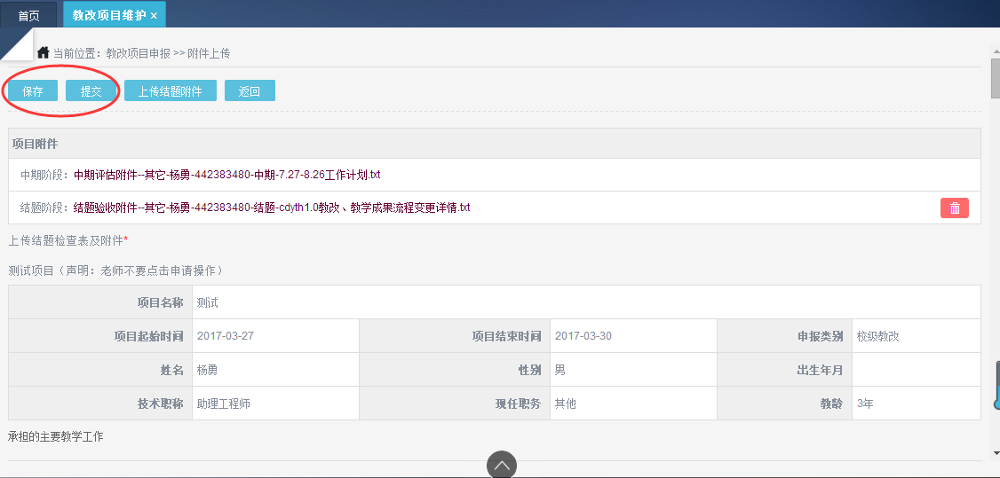 首页 教改项目维护 ×
当前位置：教改项目申报 >> 附件上传
保存 提交 上传结题附件 返回
项目附件
中期阶段：中期评估附件--其它-杨勇-442383480-中期-7.27-8.26工作计划.txt
结题阶段：结题验收附件--其它-杨勇-442383480-结题-cdyth1.0教改、教学成果流程变更详情.txt
上传结题检查表及附件*
测试项目（声明：老师不要点击申请操作）
项目名称 测试
项目起始时间 2017-03-27 项目结束时间 2017-03-30 申报类别 校级教改
姓名 杨勇 性别 男 出生年月
技术职称 助理工程师 现任职务 其他 教龄 3年
承担的主要教学工作